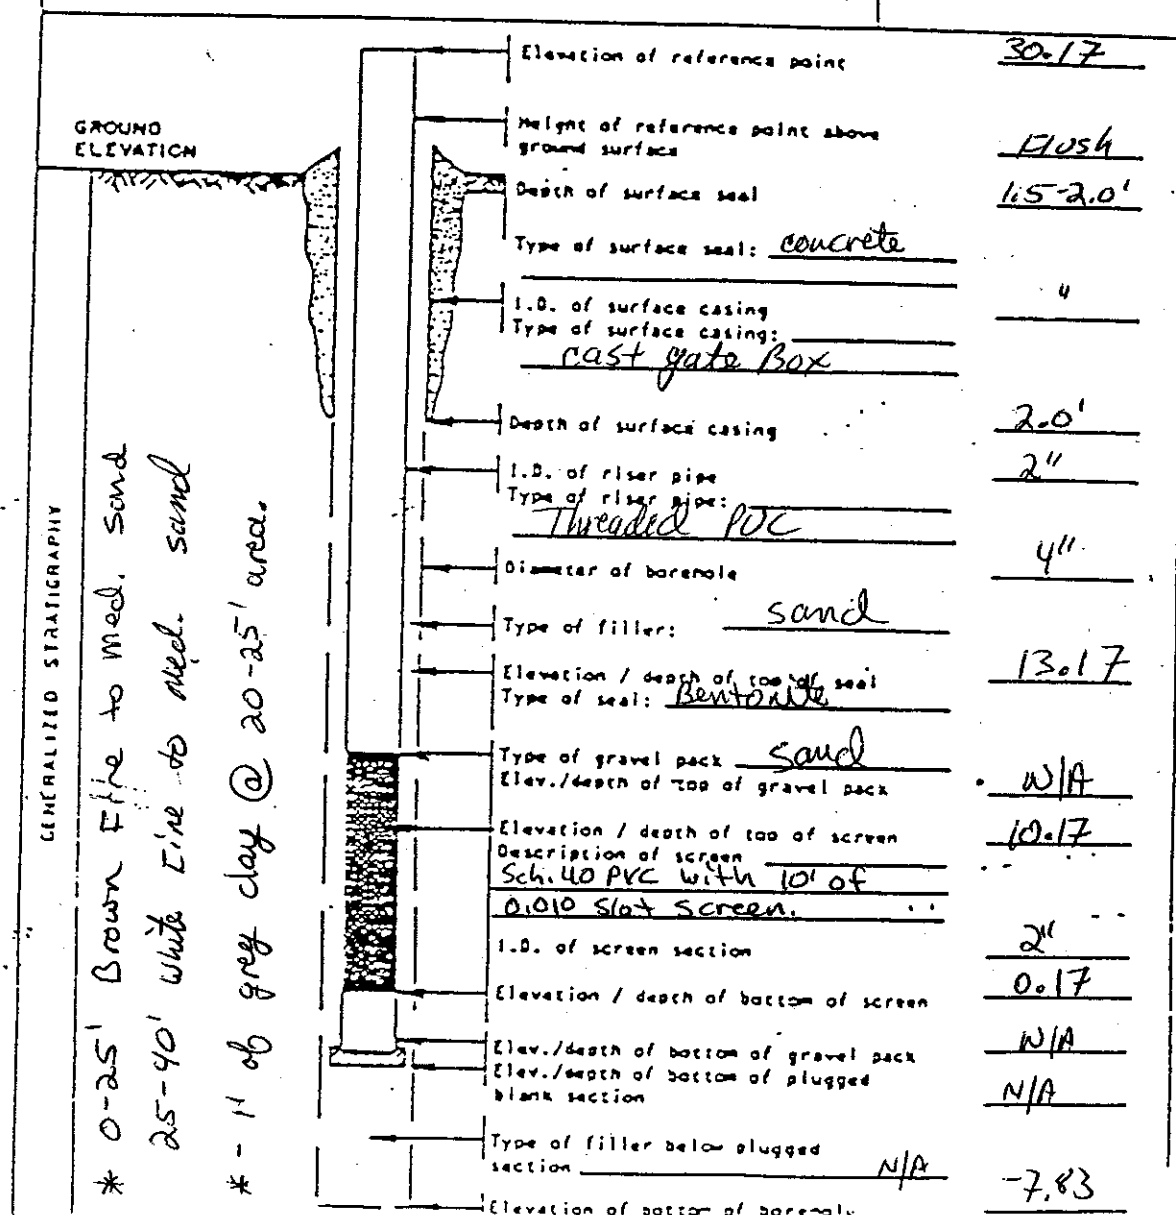 Elevation of reference point 30.17
GROUND
ELEVATION
Height of reference point above
ground surface Flush
Depth of surface seal 1.5-2.0'
Type of surface seal: concrete
I.D. of surface casing "
Type of surface casing:
cast gate Box
Depth of surface casing 2.0'
I.D. of riser pipe 2"
Type of riser pipe:
Threaded PVC
Diameter of borehole 4"
Type of filler: sand
Elevation / depth of top of seal 13.17
Type of seal: Bentonite
Type of gravel pack sand
Elev./depth of top of gravel pack N/A
Elevation / depth of top of screen 10.17
Description of screen
Sch. 40 PVC with 10' of
0.010 Slot Screen.
I.D. of screen section 2"
Elevation / depth of bottom of screen 0.17
Elev./depth of bottom of gravel pack N/A
Elev./depth of bottom of plugged
blank section N/A
Type of filler below plugged
section N/A
Elevation of bottom of borehole -7.83
GENERALIZED STRATIGRAPHY
* 0-25' Brown Fine to med. sand
25-40' white Fine to med. sand
* - 1' of grey clay @ 20-25' area.